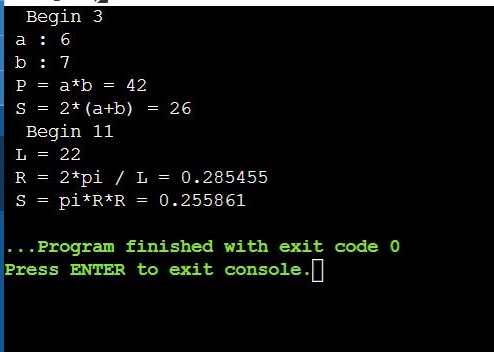 Begin 3
a : 6
b : 7
P = a*b = 42
S = 2*(a+b) = 26
Begin 11
L = 22
R = 2*pi / L = 0.285455
S = pi*R*R = 0.255861
...Program finished with exit code 0
Press ENTER to exit console.